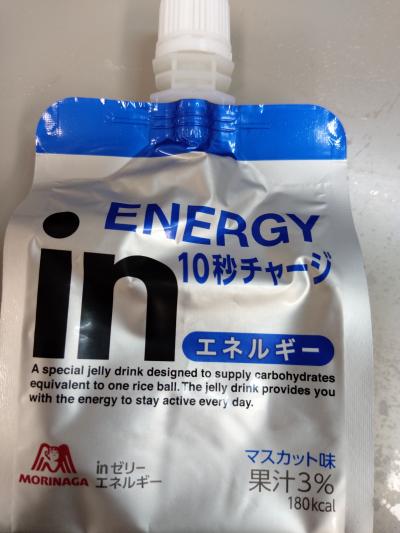 ENERGY
in
10秒チャージ
エネルギー
A special jelly drink designed to supply carbohydrates
equivalent to one rice ball. The jelly drink provides you
with the energy to stay active every day.
MORINAGA
inゼリー
エネルギー
マスカット味
果汁3%
180kcal